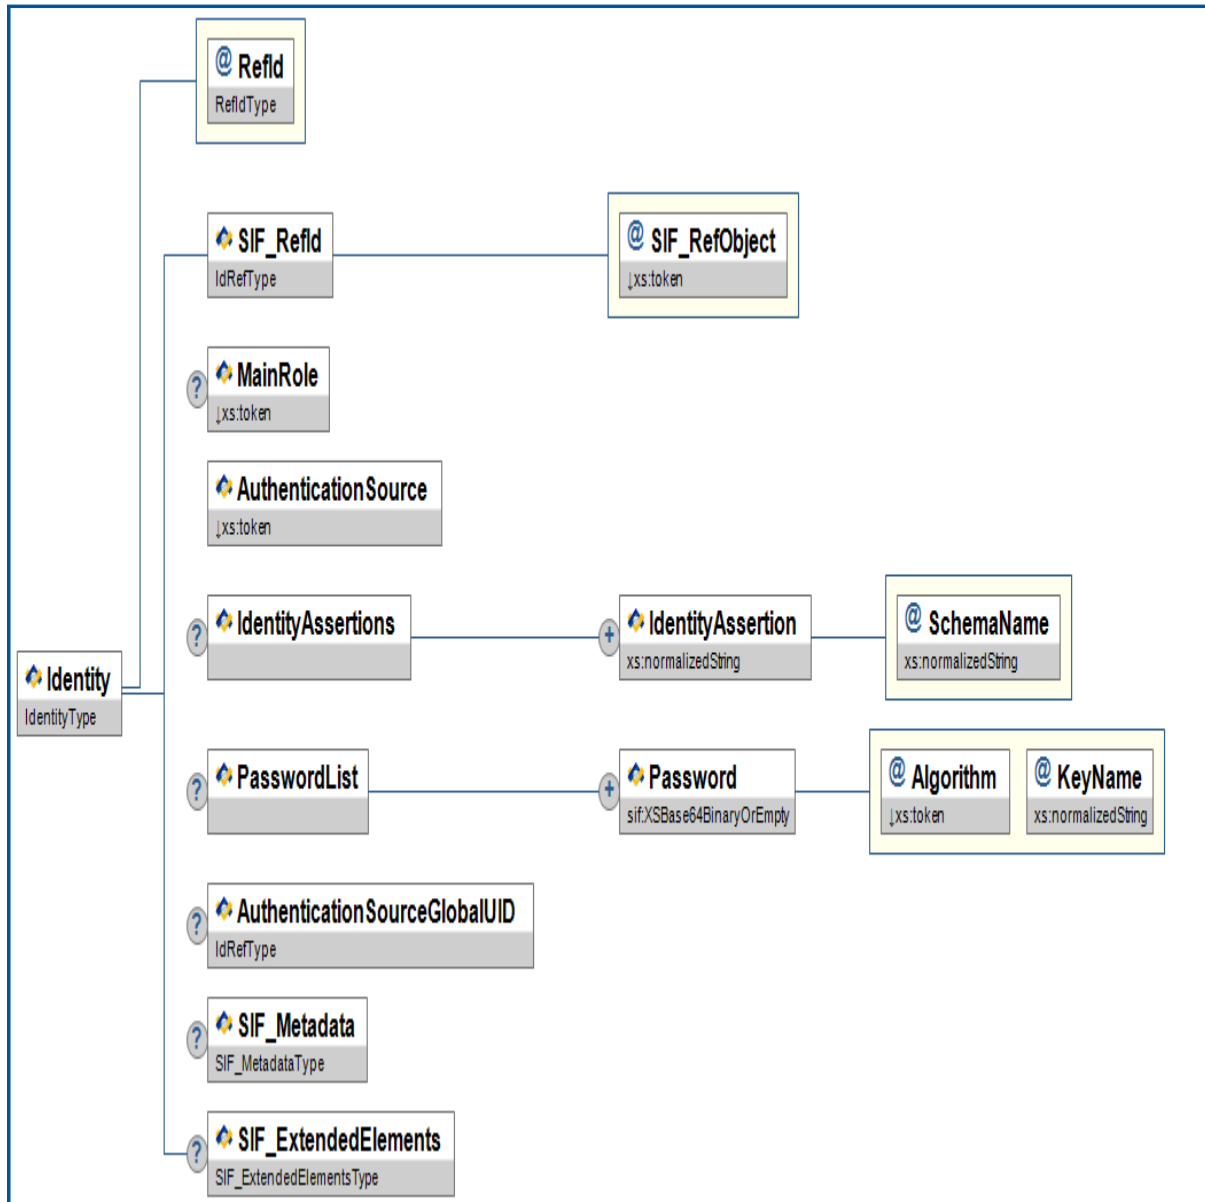 @ RefId
RefIdType
SIF_RefId
IdRefType
@ SIF_RefObject
↓xs:token
? MainRole
↓xs:token
AuthenticationSource
↓xs:token
? IdentityAssertions
+ IdentityAssertion
xs:normalizedString
@ SchemaName
xs:normalizedString
Identity
IdentityType
? PasswordList
+ Password
sif:XSBase64BinaryOrEmpty
@ Algorithm
↓xs:token
@ KeyName
xs:normalizedString
? AuthenticationSourceGlobalUID
IdRefType
? SIF_Metadata
SIF_MetadataType
? SIF_ExtendedElements
SIF_ExtendedElementsType